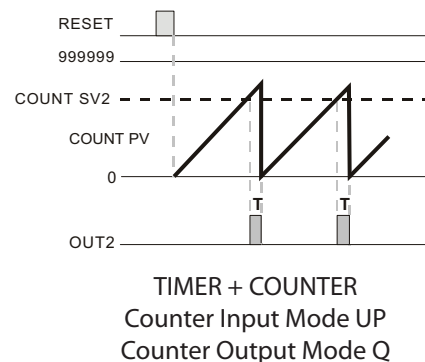 RESET
999999
COUNT SV2
COUNT PV
0
T T
OUT2
TIMER + COUNTER
Counter Input Mode UP
Counter Output Mode Q